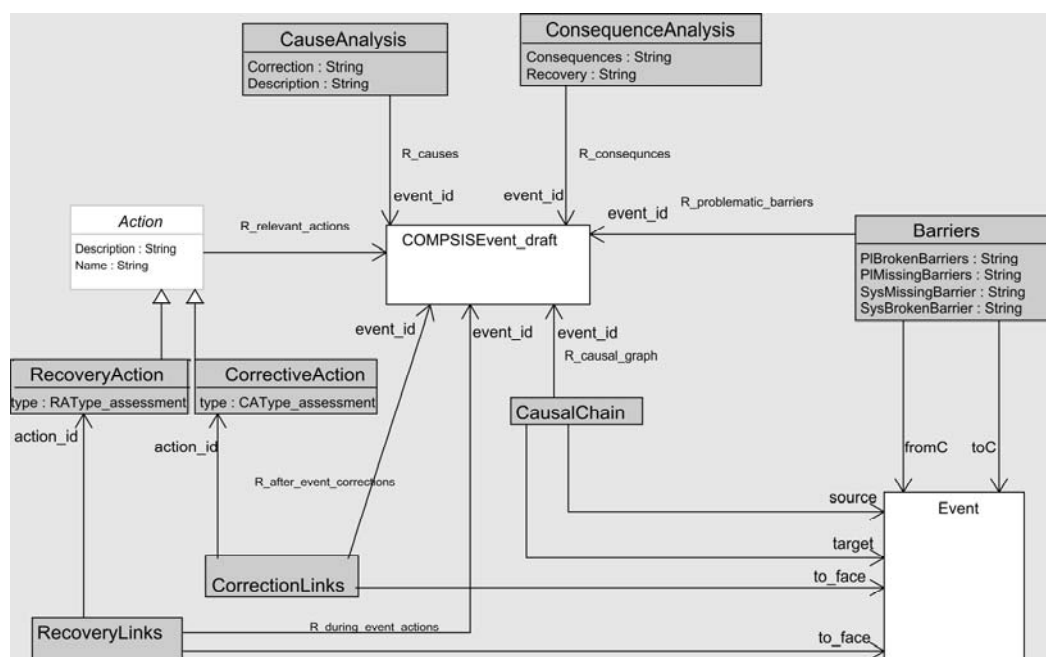 CauseAnalysis
Correction : String
Description : String
ConsequenceAnalysis
Consequences : String
Recovery : String
R_causes
R_consequnces
event_id
event_id
R_problematic_barriers
event_id
Action
Description : String
Name : String
R_relevant_actions
COMPSISEvent_draft
Barriers
PlBrokenBarriers : String
PlMissingBarriers : String
SysMissingBarrier : String
SysBrokenBarrier : String
event_id
event_id
event_id
R_causal_graph
RecoveryAction
type : RAType_assessment
CorrectiveAction
type : CAType_assessment
CausalChain
action_id
action_id
fromC
toC
R_after_event_corrections
source
Event
target
CorrectionLinks
to_face
RecoveryLinks
R_during_event_actions
to_face